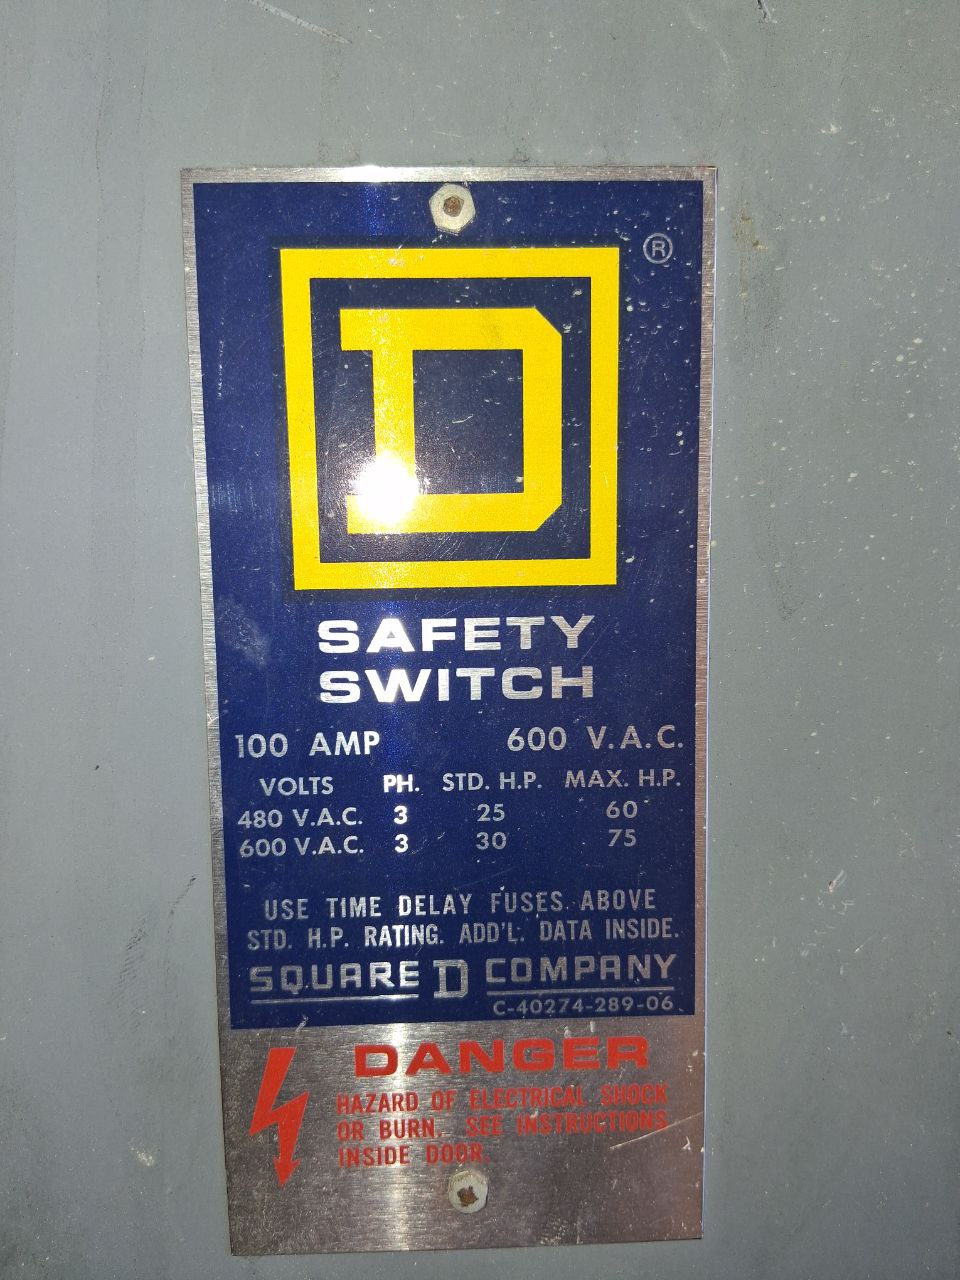 ®
D
SAFETY
SWITCH
100 AMP 600 V.A.C.
VOLTS PH. STD. H.P. MAX. H.P.
480 V.A.C. 3 25 60
600 V.A.C. 3 30 75
USE TIME DELAY FUSES ABOVE
STD. H.P. RATING. ADD'L. DATA INSIDE.
SQUARE D COMPANY
C-40274-289-06
DANGER
HAZARD OF ELECTRICAL SHOCK
OR BURN. SEE INSTRUCTIONS
INSIDE DOOR.